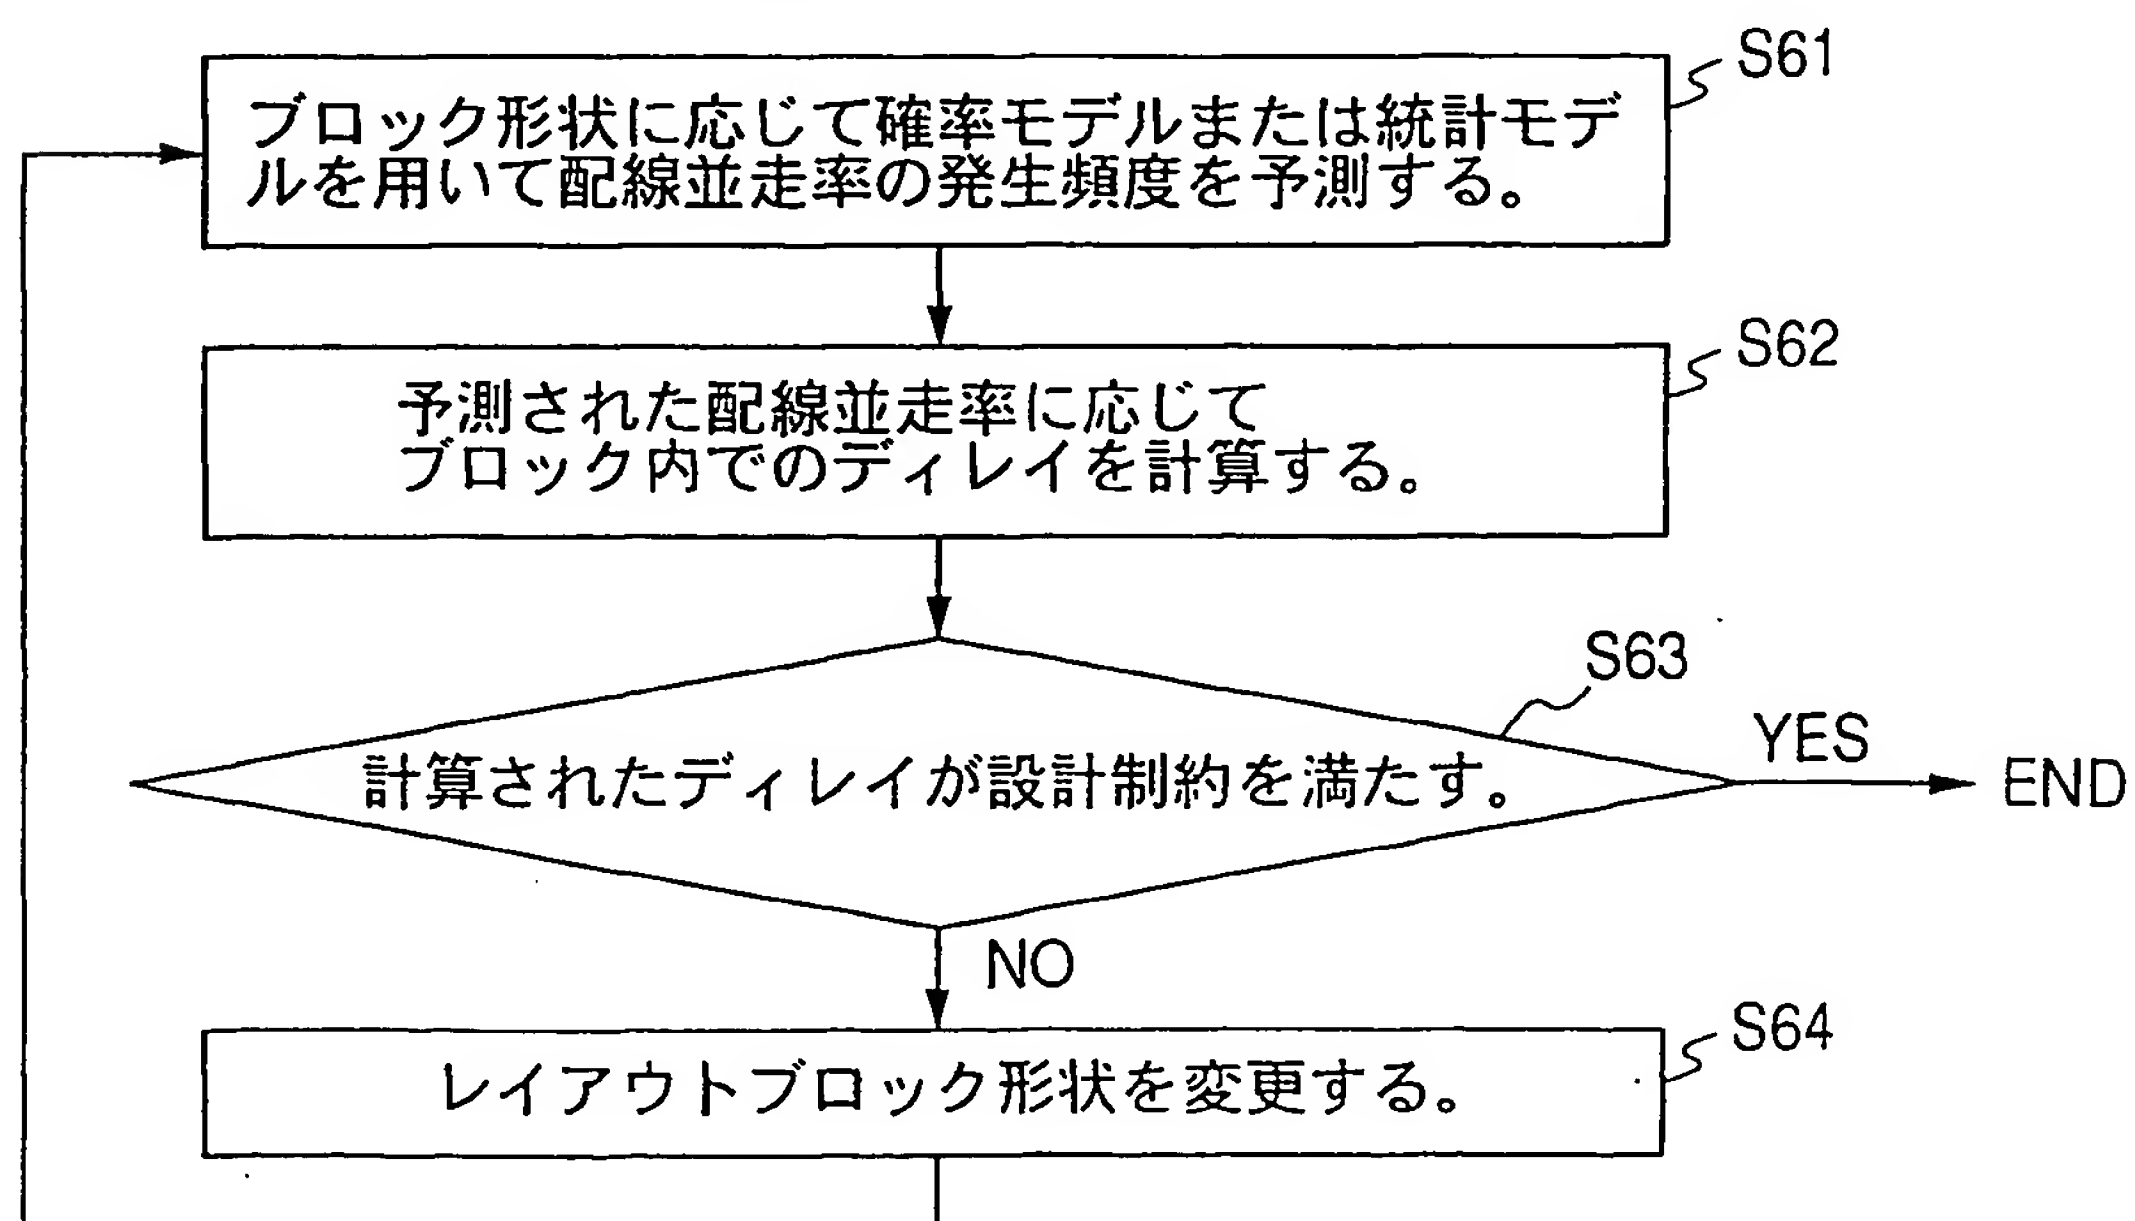 S61
ブロック形状に応じて確率モデルまたは統計モデ
ルを用いて配線並走率の発生頻度を予測する。
S62
予測された配線並走率に応じて
ブロック内でのディレイを計算する。
S63
計算されたディレイが設計制約を満たす。
YES
END
NO
S64
レイアウトブロック形状を変更する。